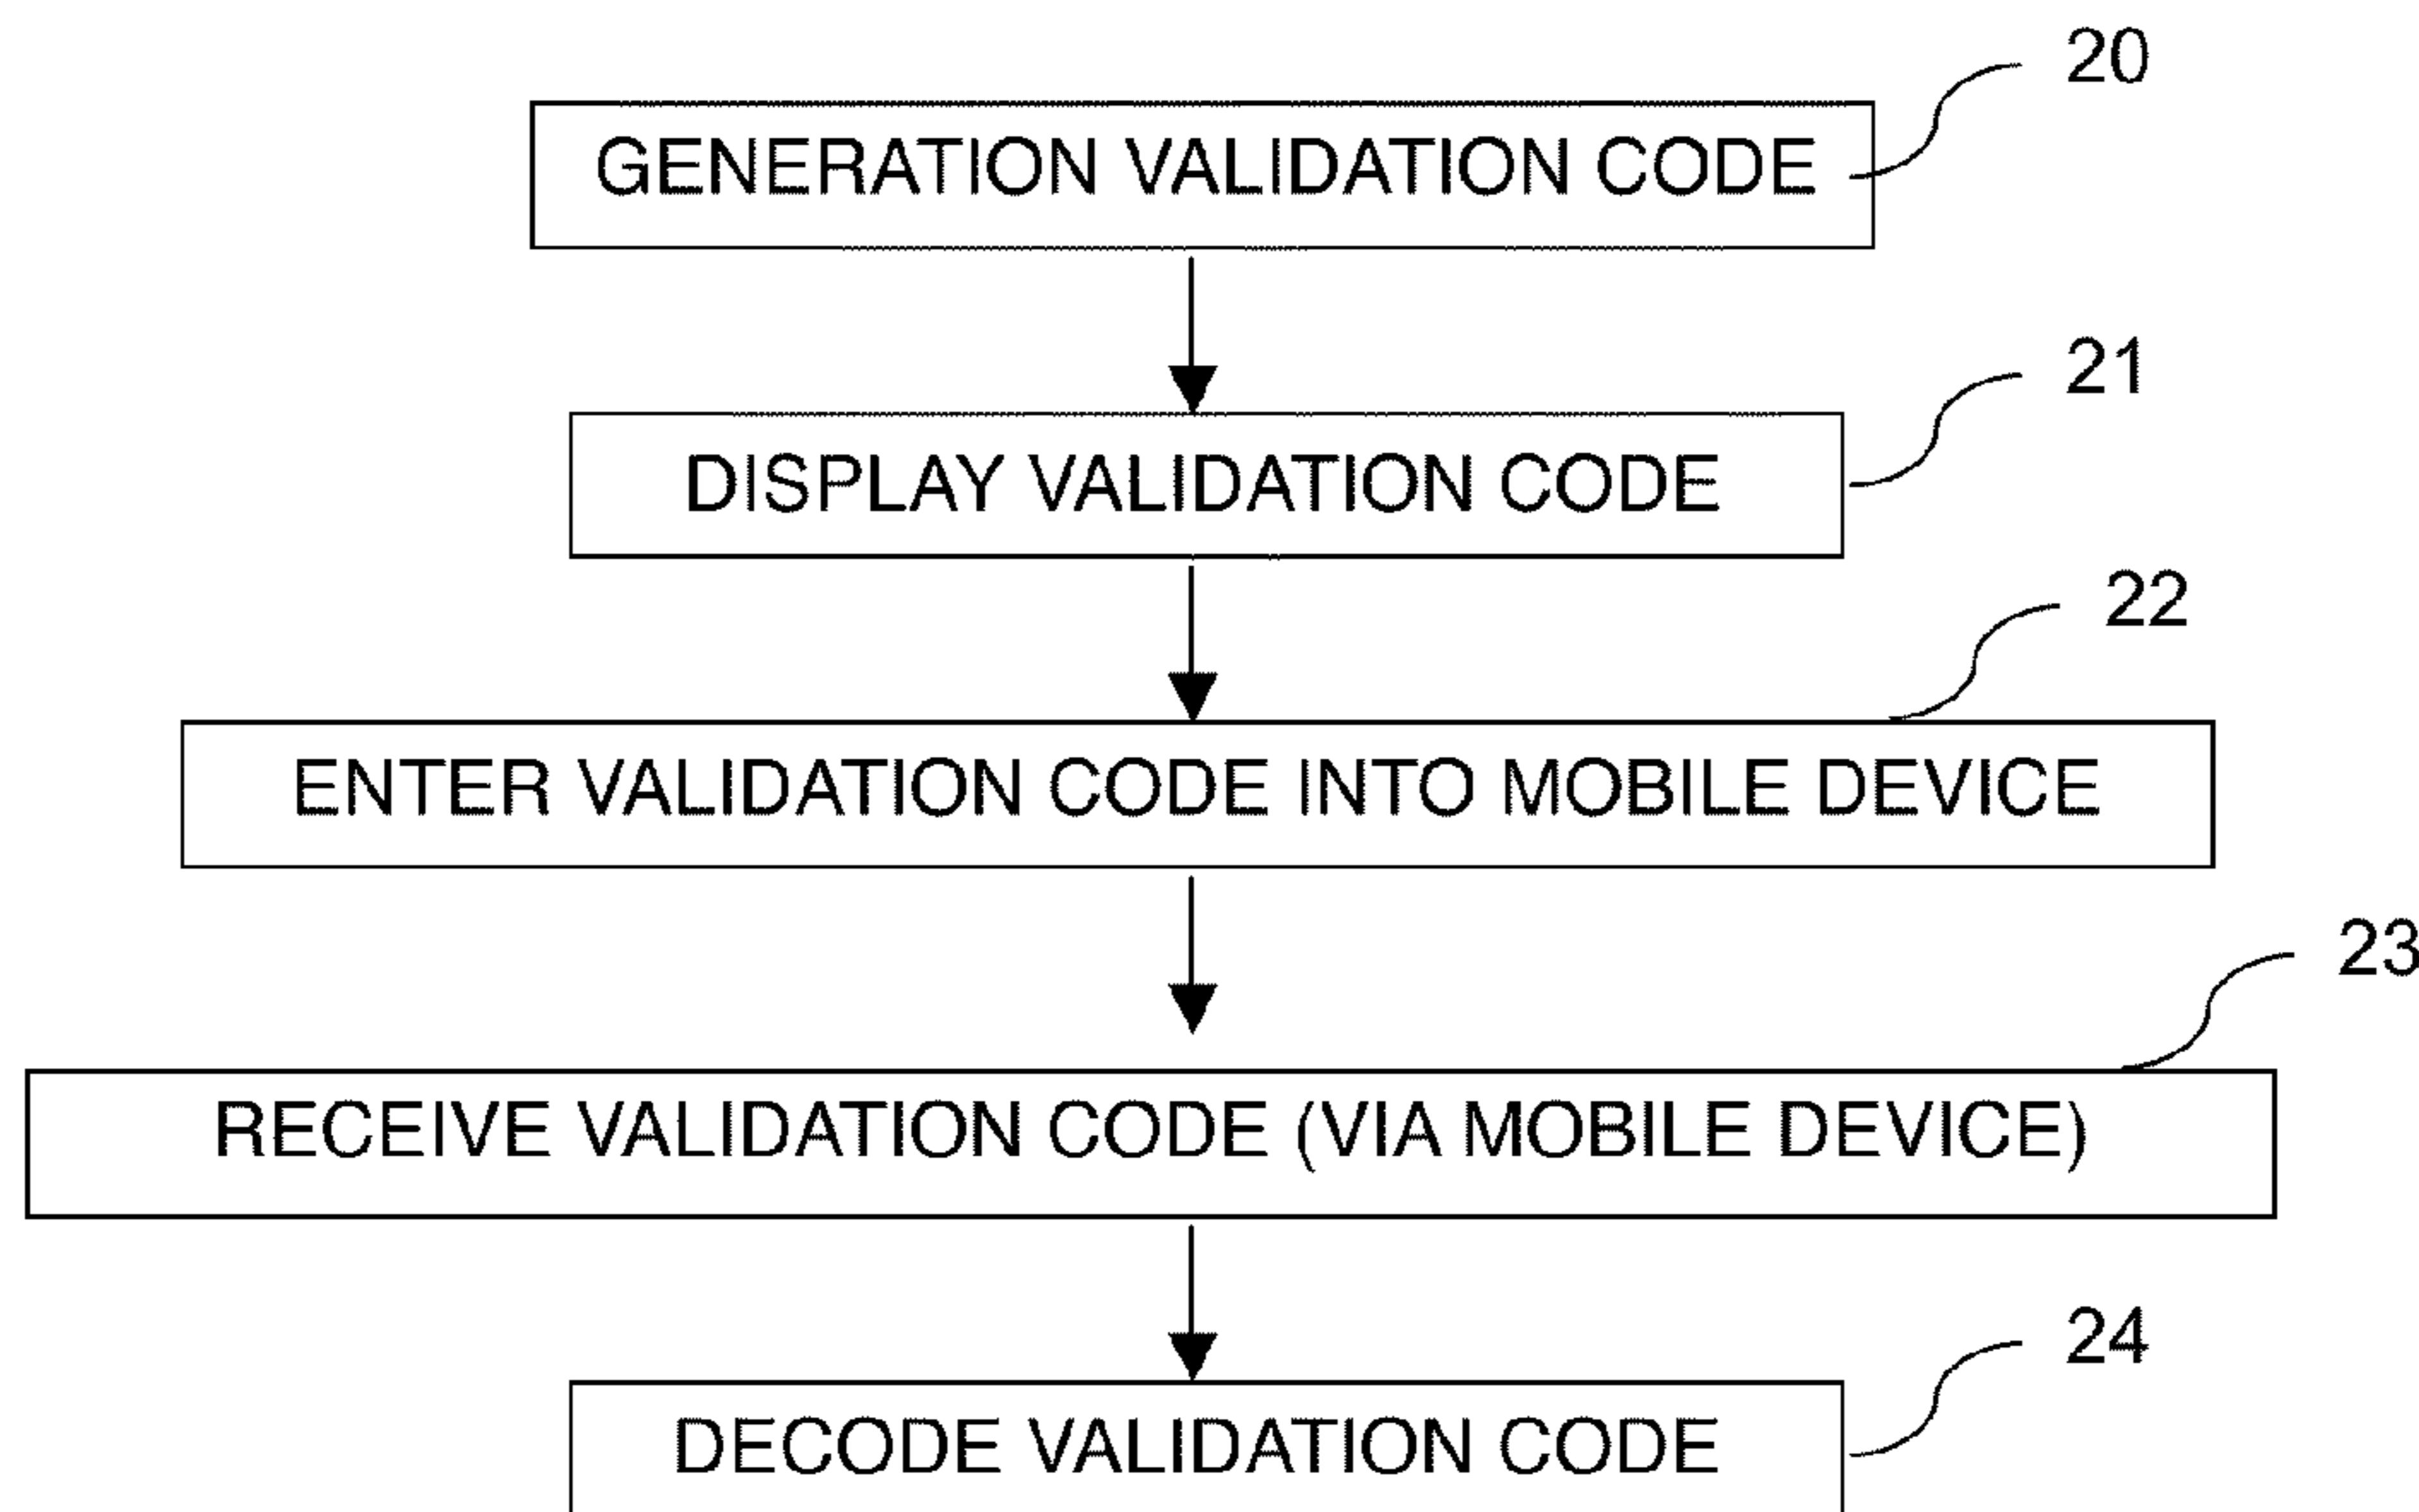 20
GENERATION VALIDATION CODE
21
DISPLAY VALIDATION CODE
22
ENTER VALIDATION CODE INTO MOBILE DEVICE
23
RECEIVE VALIDATION CODE (VIA MOBILE DEVICE)
24
DECODE VALIDATION CODE